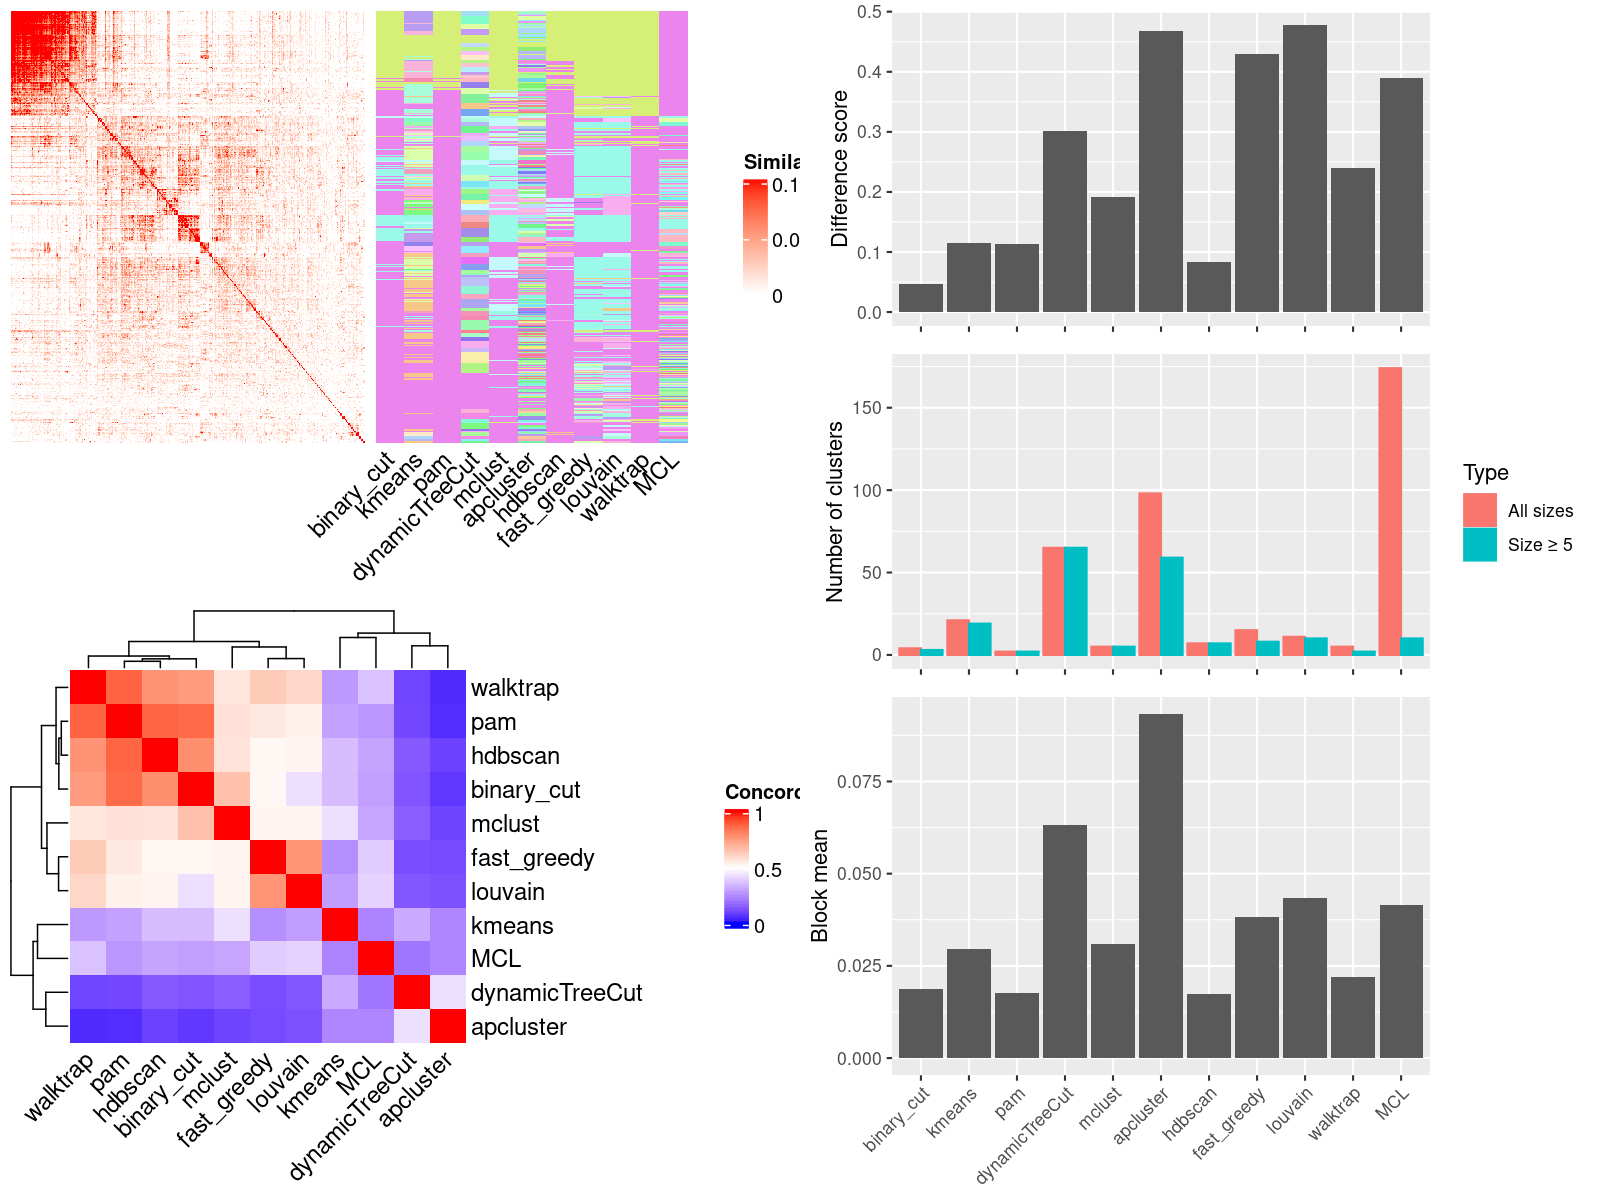 Simila
0.1
0.0
0
binary_cut
kmeans
pam
dynamicTreeCut
mclust
apcluster
hdbscan
fast_greedy
louvain
walktrap
MCL
walktrap
pam
hdbscan
binary_cut
mclust
fast_greedy
louvain
kmeans
MCL
dynamicTreeCut
apcluster
walktrap
pam
hdbscan
binary_cut
mclust
fast_greedy
louvain
kmeans
MCL
dynamicTreeCut
apcluster
Concord
1
0.5
0
Difference score
0.5
0.4
0.3
0.2
0.1
0.0
Number of clusters
150
100
50
0
Type
All sizes
Size ≥ 5
Block mean
0.075
0.050
0.025
0.000
binary_cut
kmeans
pam
dynamicTreeCut
mclust
apcluster
hdbscan
fast_greedy
louvain
walktrap
MCL